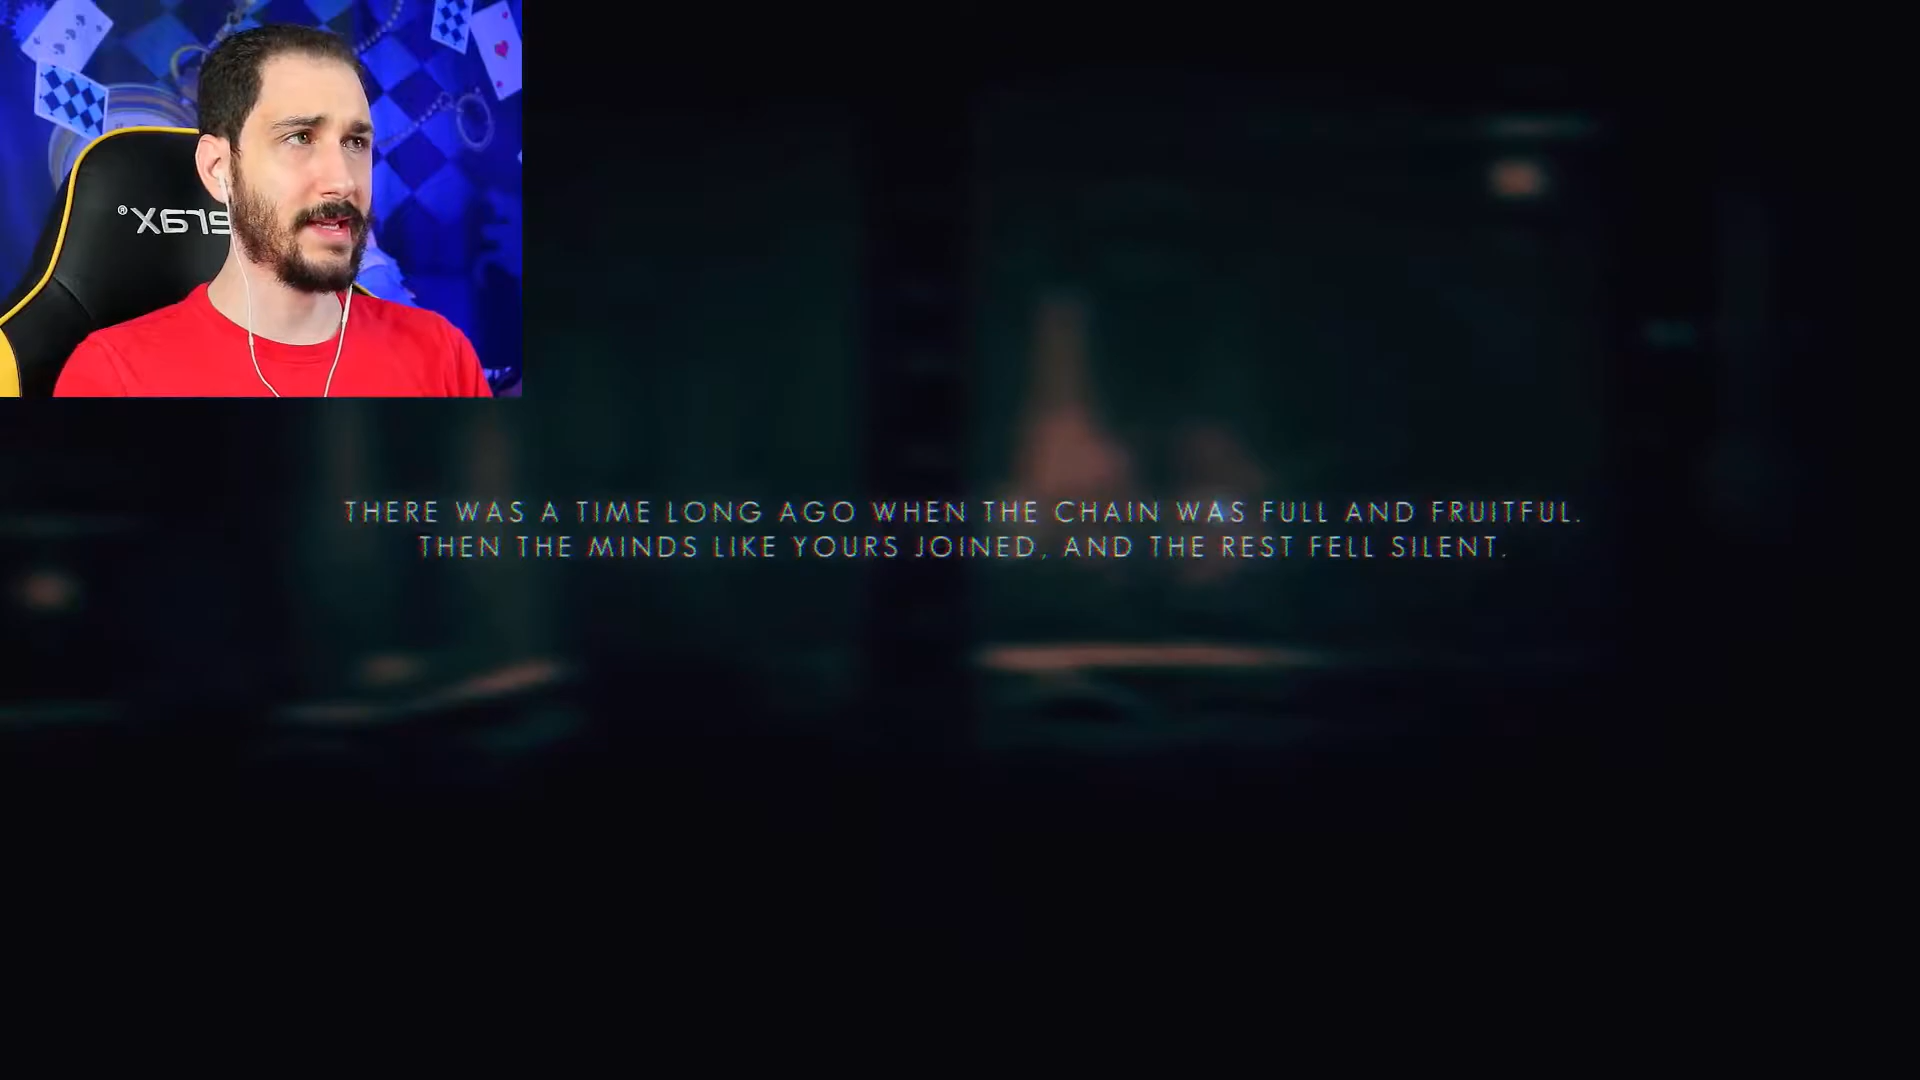 XɘꓥɿƎ®
THERE WAS A TIME LONG AGO WHEN THE CHAIN WAS FULL AND FRUITFUL.
THEN THE MINDS LIKE YOURS JOINED, AND THE REST FELL SILENT.